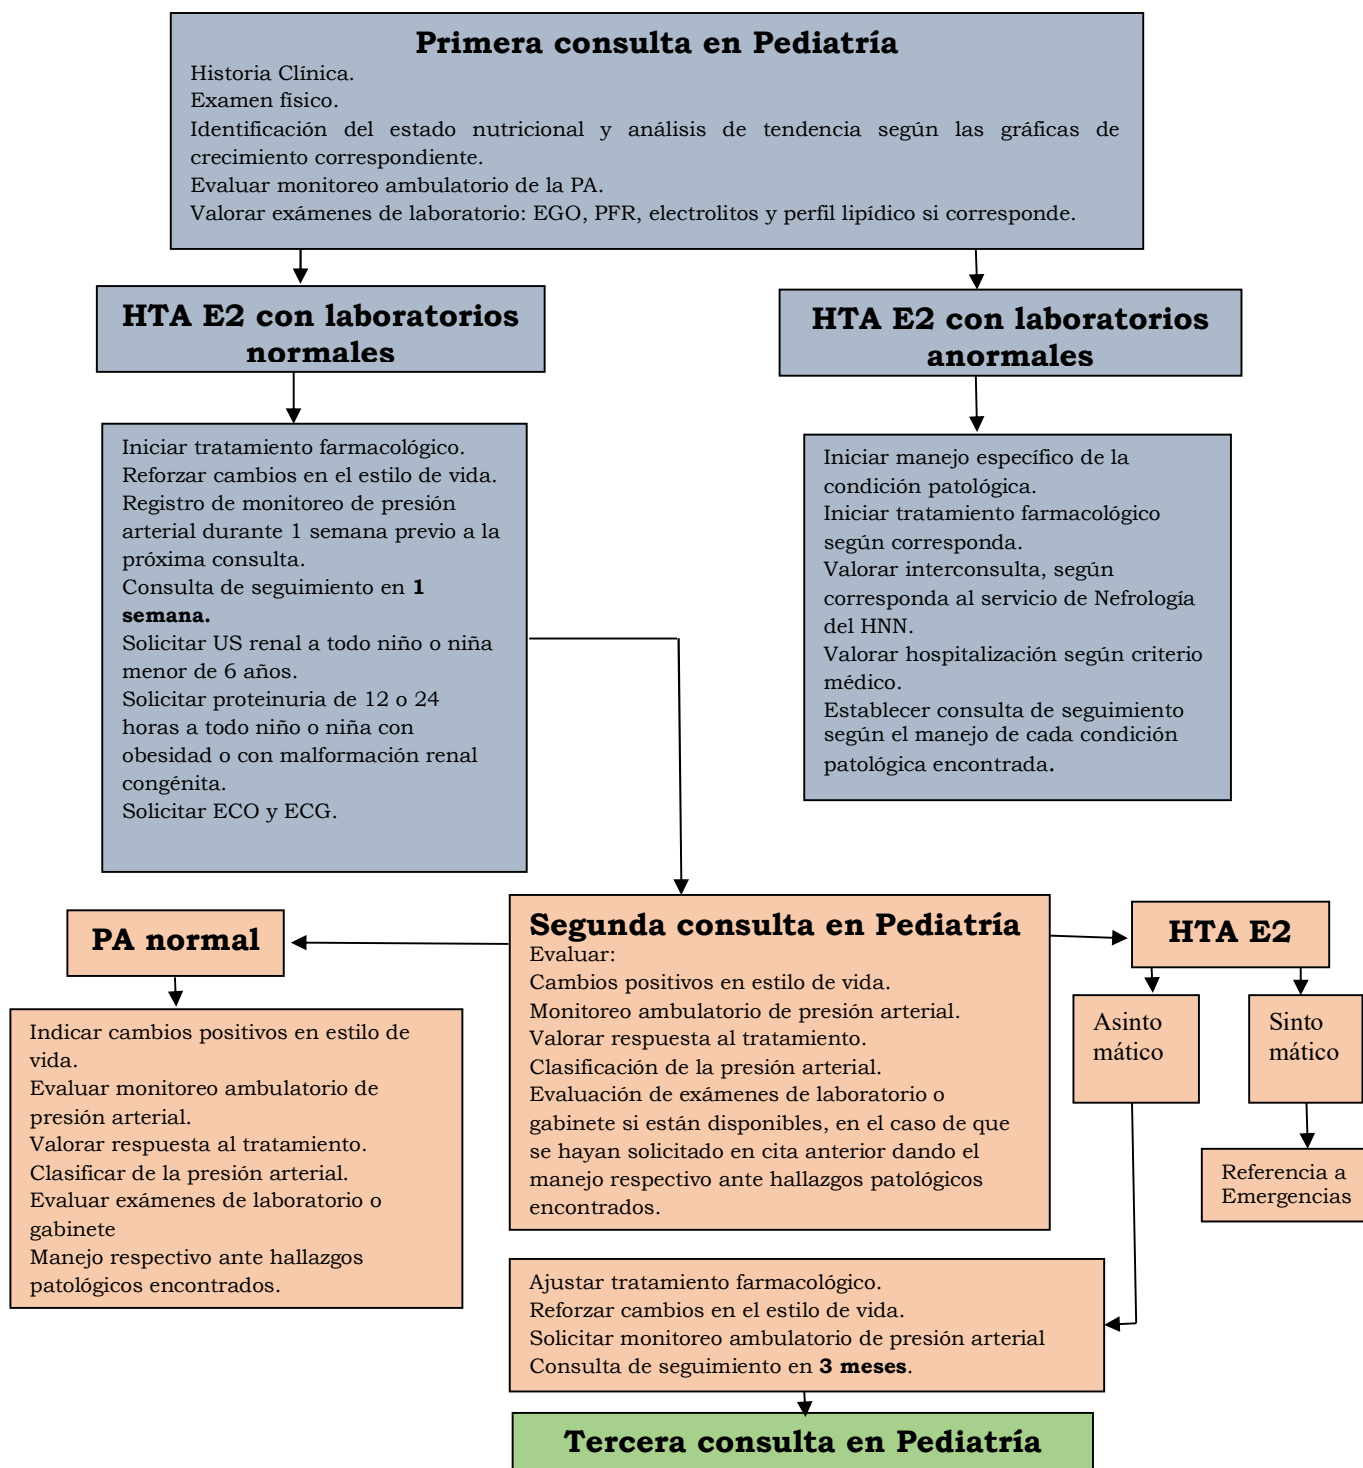 Primera consulta en Pediatría
Historia Clínica.
Examen físico.
Identificación del estado nutricional y análisis de tendencia según las gráficas de
crecimiento correspondiente.
Evaluar monitoreo ambulatorio de la PA.
Valorar exámenes de laboratorio: EGO, PFR, electrolitos y perfil lipídico si corresponde.
HTA E2 con laboratorios
normales
HTA E2 con laboratorios
anormales
Iniciar tratamiento farmacológico.
Reforzar cambios en el estilo de vida.
Registro de monitoreo de presión
arterial durante 1 semana previo a la
próxima consulta.
Consulta de seguimiento en 1
semana.
Solicitar US renal a todo niño o niña
menor de 6 años.
Solicitar proteinuria de 12 o 24
horas a todo niño o niña con
obesidad o con malformación renal
congénita.
Solicitar ECO y ECG.
Iniciar manejo específico de la
condición patológica.
Iniciar tratamiento farmacológico
según corresponda.
Valorar interconsulta, según
corresponda al servicio de Nefrología
del HNN.
Valorar hospitalización según criterio
médico.
Establecer consulta de seguimiento
según el manejo de cada condición
patológica encontrada.
PA normal
Indicar cambios positivos en estilo de
vida.
Evaluar monitoreo ambulatorio de
presión arterial.
Valorar respuesta al tratamiento.
Clasificar de la presión arterial.
Evaluar exámenes de laboratorio o
gabinete
Manejo respectivo ante hallazgos
patológicos encontrados.
Segunda consulta en Pediatría
Evaluar:
Cambios positivos en estilo de vida.
Monitoreo ambulatorio de presión arterial.
Valorar respuesta al tratamiento.
Clasificación de la presión arterial.
Evaluación de exámenes de laboratorio o
gabinete si están disponibles, en el caso de que
se hayan solicitado en cita anterior dando el
manejo respectivo ante hallazgos patológicos
encontrados.
HTA E2
Asinto
mático
Sinto
mático
Referencia a
Emergencias
Ajustar tratamiento farmacológico.
Reforzar cambios en el estilo de vida.
Solicitar monitoreo ambulatorio de presión arterial
Consulta de seguimiento en 3 meses.
Tercera consulta en Pediatría